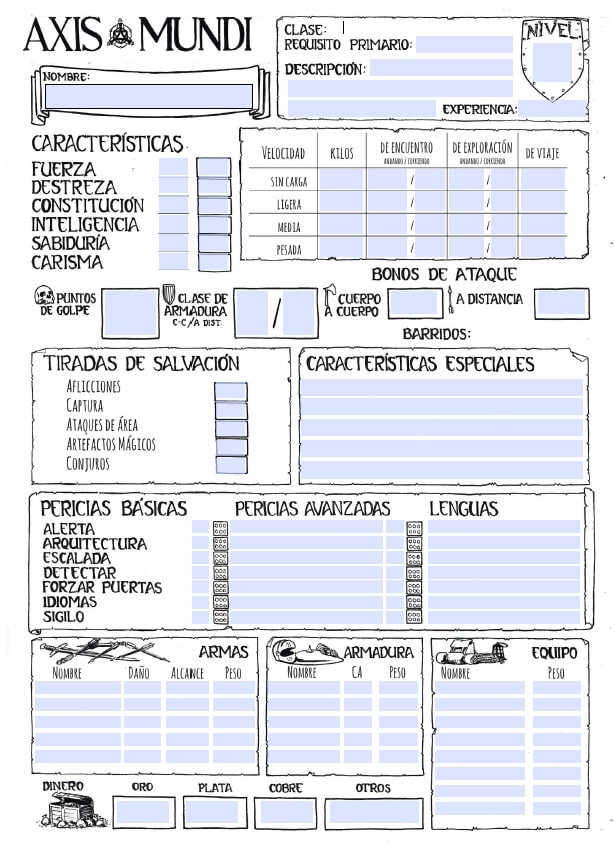 AXIS MUNDI
NOMBRE:
CLASE:
REQUISITO PRIMARIO:
DESCRIPCIÓN:
EXPERIENCIA:
NIVEL
CARACTERÍSTICAS
FUERZA
DESTREZA
CONSTITUCIÓN
INTELIGENCIA
SABIDURÍA
CARISMA
VELOCIDAD KILOS DE ENCUENTRO DE EXPLORACIÓN DE VIAJE
ANDANDO / CORRIENDO ANDANDO / CORRIENDO
SIN CARGA / /
LIGERA / /
MEDIA / /
PESADA / /
BONOS DE ATAQUE
PUNTOS DE GOLPE
CLASE DE ARMADURA
C-C/A DIST.
/
CUERPO A CUERPO
A DISTANCIA
BARRIDOS:
TIRADAS DE SALVACIÓN
AFLICCIONES
CAPTURA
ATAQUES DE ÁREA
ARTEFACTOS MÁGICOS
CONJUROS
CARACTERÍSTICAS ESPECIALES
PERICIAS BÁSICAS PERICIAS AVANZADAS LENGUAS
ALERTA
ARQUITECTURA
ESCALADA
DETECTAR
FORZAR PUERTAS
IDIOMAS
SIGILO
ARMAS
NOMBRE DAÑO ALCANCE PESO
ARMADURA
NOMBRE CA PESO
EQUIPO
NOMBRE PESO
DINERO ORO PLATA COBRE OTROS